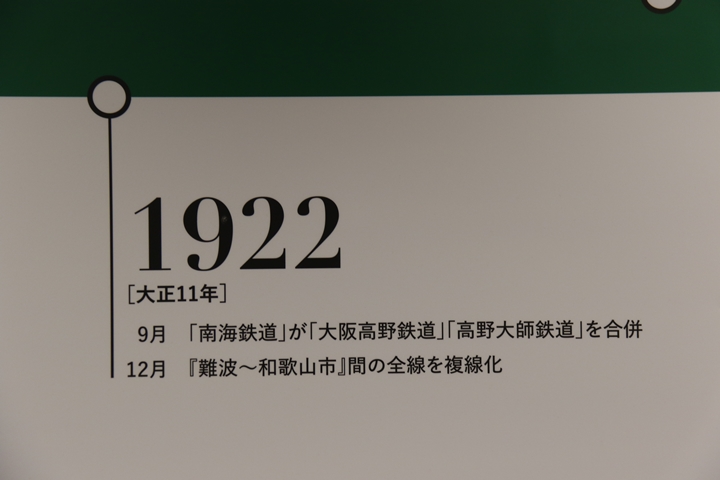 1922
［大正11年］
9月 「南海鉄道」が「大阪高野鉄道」「高野大師鉄道」を合併
12月 『難波～和歌山市』間の全線を複線化